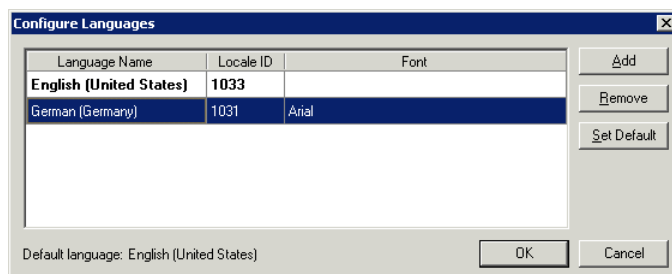 Configure Languages
Language Name Locale ID Font
English (United States) 1033
German (Germany) 1031 Arial
Add
Remove
Set Default
Default language: English (United States)
OK Cancel